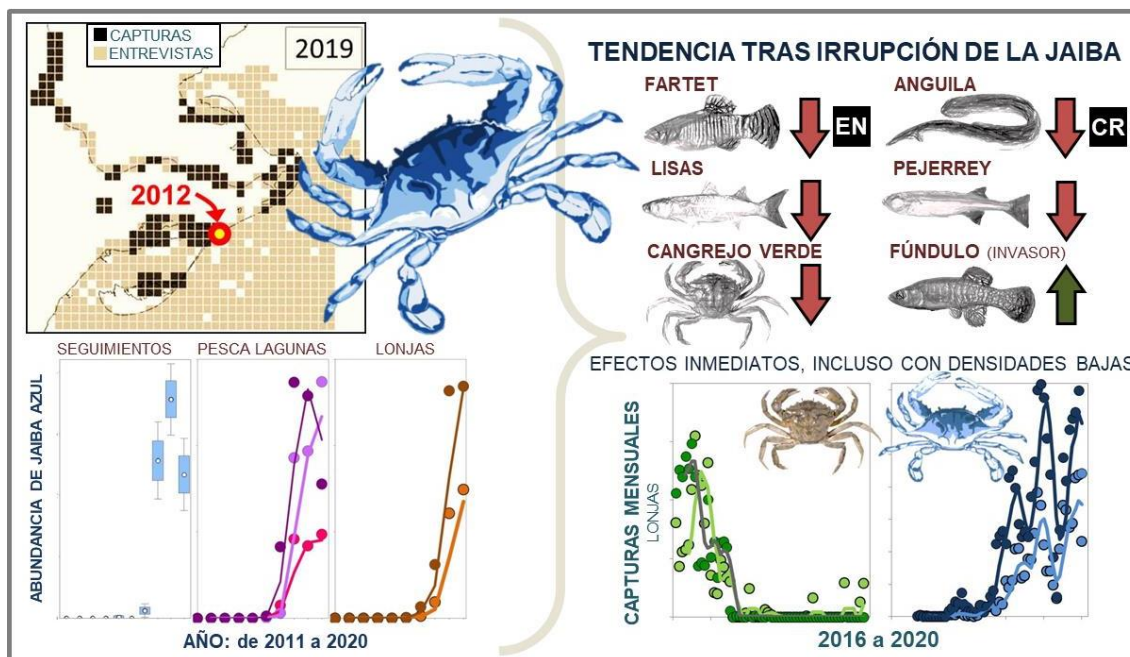 CAPTURAS
ENTREVISTAS
2019
2012
SEGUIMIENTOS
PESCA LAGUNAS
LONJAS
ABUNDANCIA DE JAIBA AZUL
AÑO: de 2011 a 2020
TENDENCIA TRAS IRRUPCIÓN DE LA JAIBA
FARTET
EN
ANGUILA
CR
LISAS
PEJERREY
CANGREJO VERDE
FÚNDULO (INVASOR)
EFECTOS INMEDIATOS, INCLUSO CON DENSIDADES BAJAS
CAPTURAS MENSUALES
LONJAS
2016 a 2020